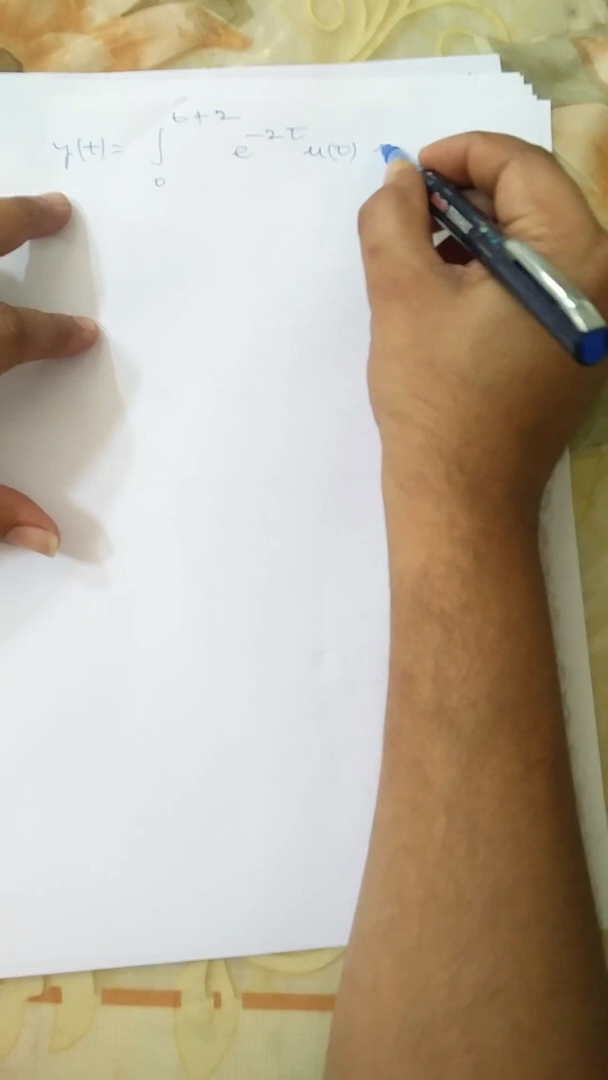 y(t) = ∫₀^{t+2} e^{-2τ} u(τ)